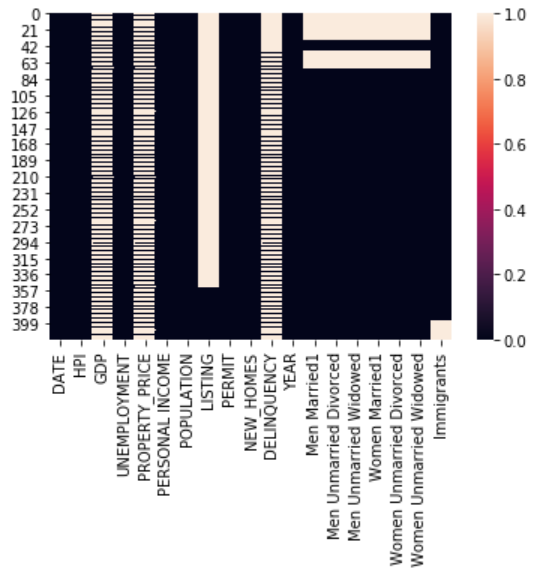 0
21
42
63
84
105
126
147
168
189
210
231
252
273
294
315
336
357
378
399
1.0
0.8
0.6
0.4
0.2
0.0
DATE
HPI
GDP
UNEMPLOYMENT
PROPERTY_PRICE
PERSONAL INCOME
POPULATION
LISTING
PERMIT
NEW_HOMES
DELINQUENCY
YEAR
Men Married1
Men Unmarried Divorced
Men Unmarried Widowed
Women Married1
Women Unmarried Divorced
Women Unmarried Widowed
Immigrants